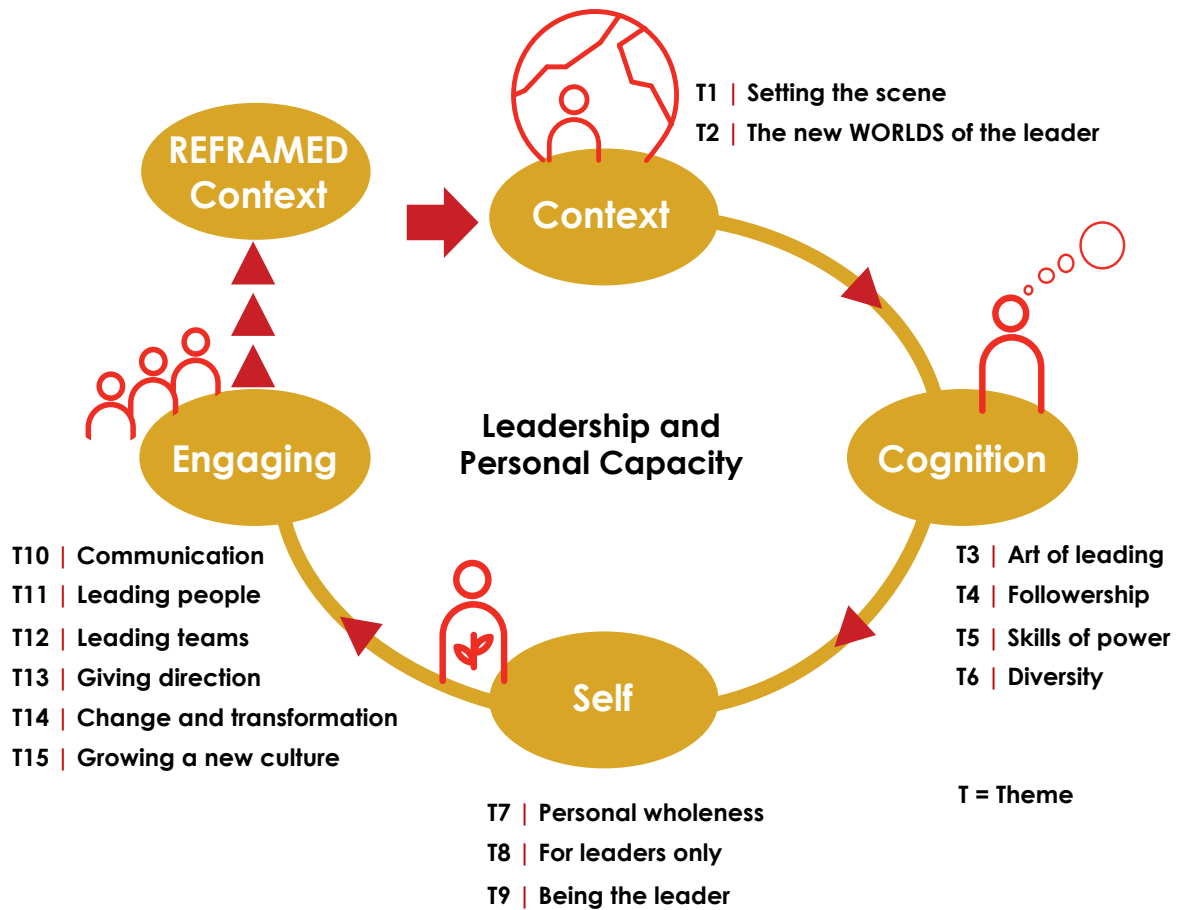 T1 | Setting the scene
T2 | The new WORLDS of the leader
REFRAMED
Context
Context
Leadership and
Personal Capacity
Engaging
Cognition
T10 | Communication
T11 | Leading people
T12 | Leading teams
T13 | Giving direction
T14 | Change and transformation
T15 | Growing a new culture
T3 | Art of leading
T4 | Followership
T5 | Skills of power
T6 | Diversity
Self
T = Theme
T7 | Personal wholeness
T8 | For leaders only
T9 | Being the leader